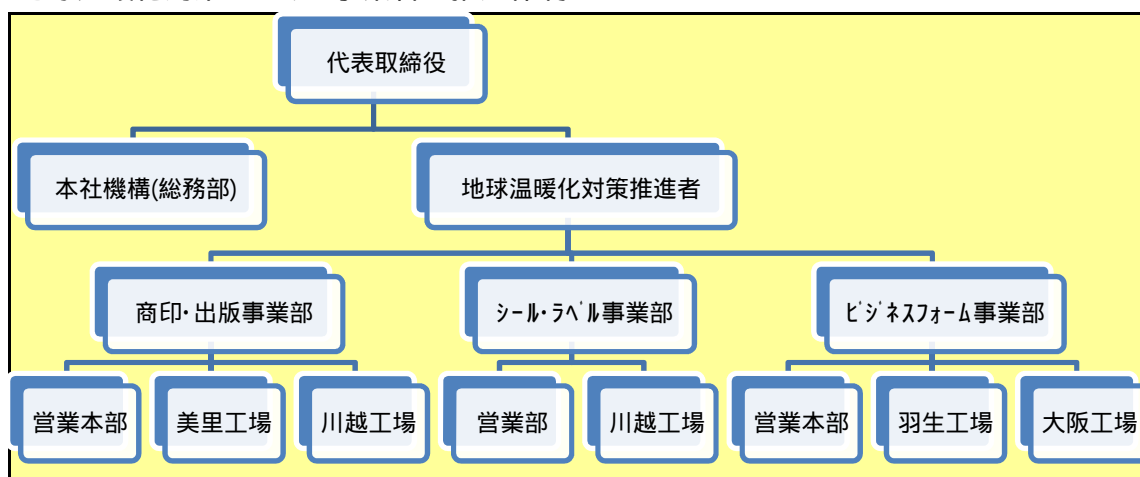 代表取締役
本社機構(総務部)
地球温暖化対策推進者
商印･出版事業部
ｼｰﾙ･ﾗﾍﾞﾙ事業部
ﾋﾞｼﾞﾈｽﾌｫｰﾑ事業部
営業本部
美里工場
川越工場
営業部
川越工場
営業本部
羽生工場
大阪工場